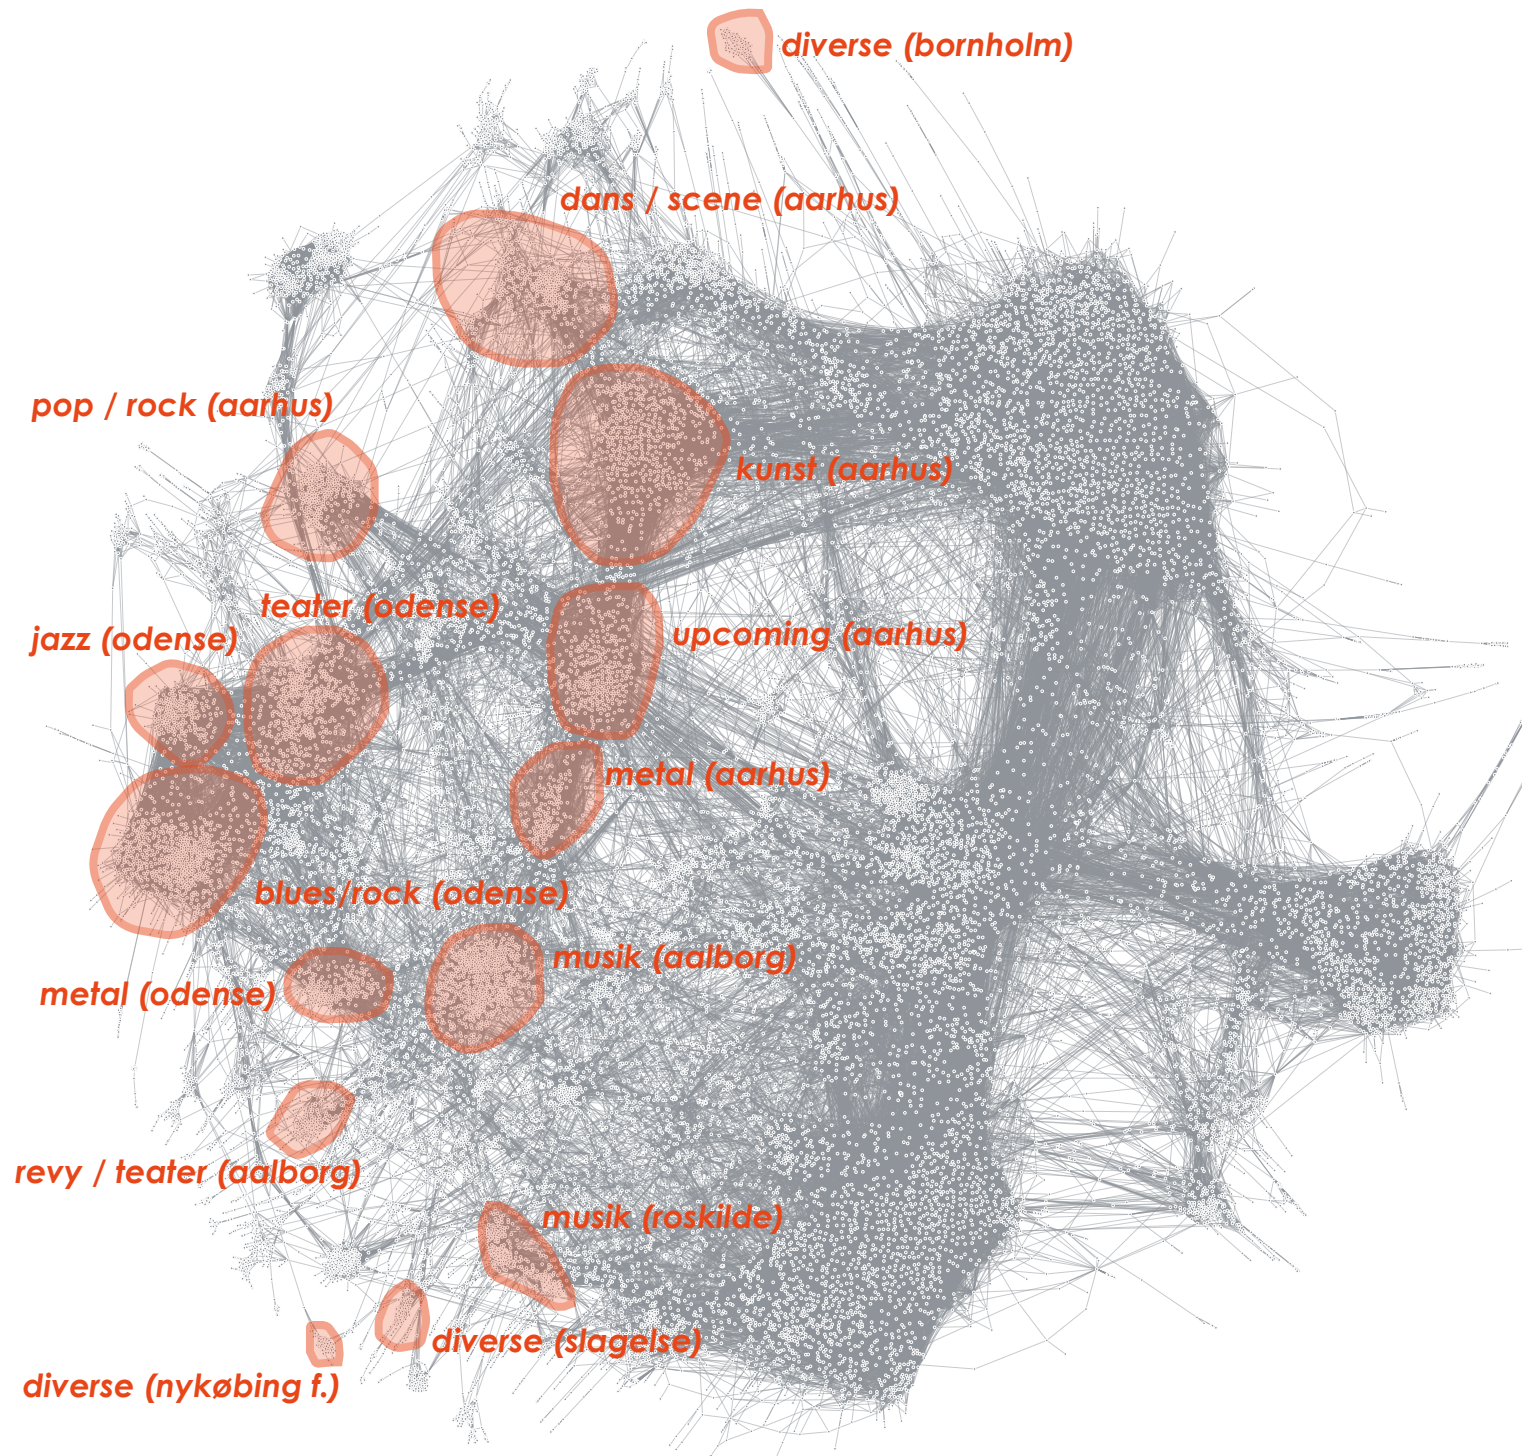 diverse (bornholm)
dans / scene (aarhus)
pop / rock (aarhus)
kunst (aarhus)
teater (odense)
jazz (odense)
upcoming (aarhus)
metal (aarhus)
blues/rock (odense)
musik (aalborg)
metal (odense)
revy / teater (aalborg)
musik (roskilde)
diverse (slagelse)
diverse (nykøbing f.)